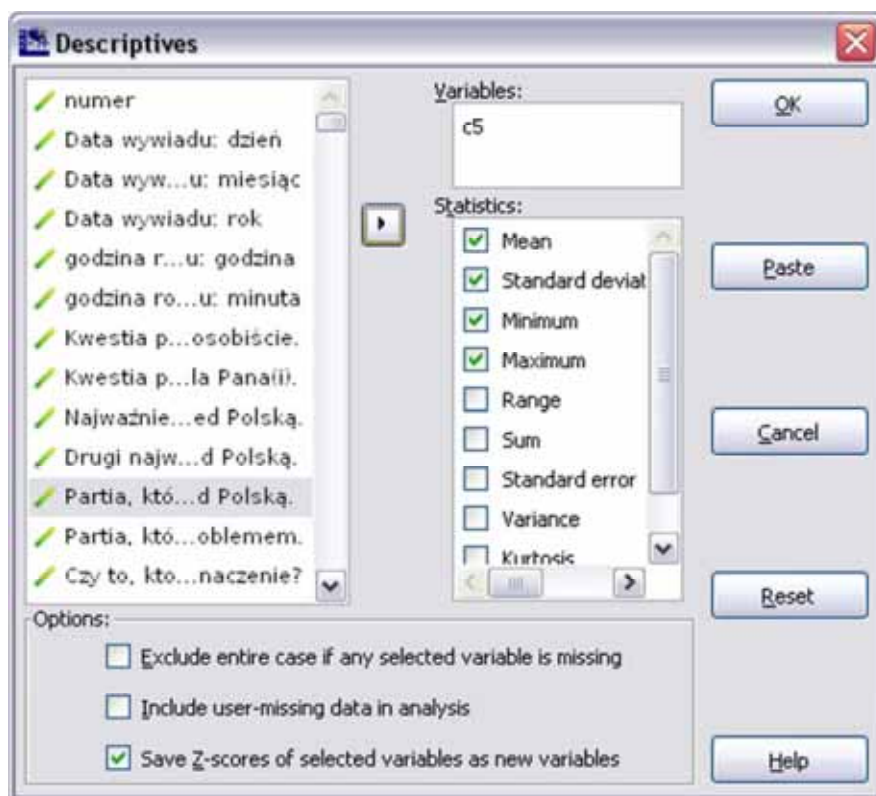 Descriptives
numer
Data wywiadu: dzień
Data wyw...u: miesiąc
Data wywiadu: rok
godzina r...u: godzina
godzina ro...u: minuta
Kwestia p...osobiście.
Kwestia p...la Pana(i).
Najważnie...ed Polską.
Drugi najw...d Polską.
Partia, któ...d Polską.
Partia, któ...oblemem.
Czy to, kto...naczenie?
Variables:
c5
Statistics:
Mean
Standard deviat
Minimum
Maximum
Range
Sum
Standard error
Variance
Kurtosis
OK
Paste
Cancel
Reset
Help
Options:
Exclude entire case if any selected variable is missing
Include user-missing data in analysis
Save Z-scores of selected variables as new variables